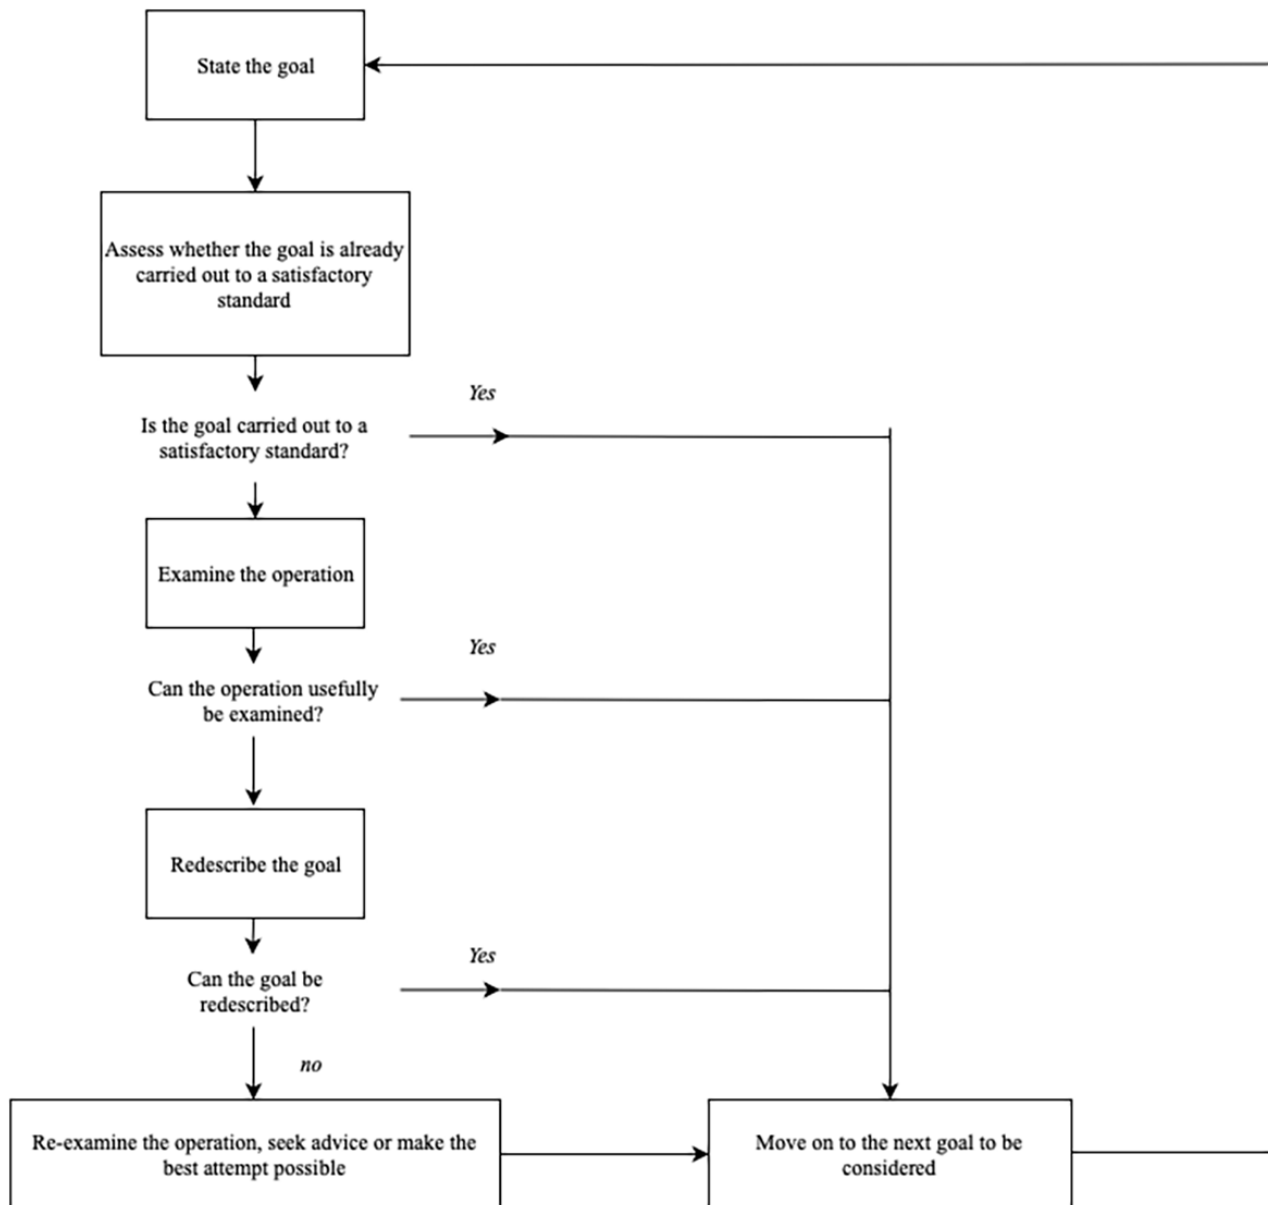 State the goal
Assess whether the goal is already
carried out to a satisfactory
standard
Yes
Is the goal carried out to a
satisfactory standard?
Examine the operation
Yes
Can the operation usefully
be examined?
Redescribe the goal
Yes
Can the goal be
redescribed?
no
Re-examine the operation, seek advice or make the
best attempt possible
Move on to the next goal to be
considered